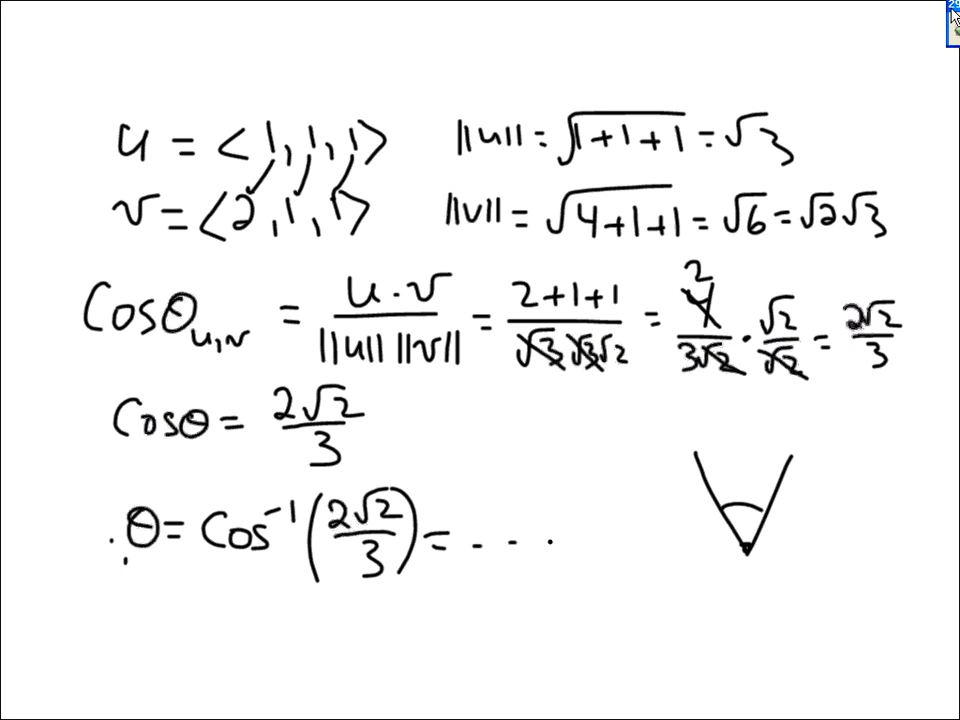 u = <1, 1, 1> ||u|| = √1+1+1 = √3
v = <2, 1, 1> ||v|| = √4+1+1 = √6 = √2√3
Cosθu,v = u · v / ||u|| ||v|| = 2+1+1 / √3 √3√2 = 2 4 / 3√2 · √2 / √2 = 2√2 / 3
Cosθ = 2√2 / 3
∴ θ = Cos⁻¹(2√2 / 3) = . . .